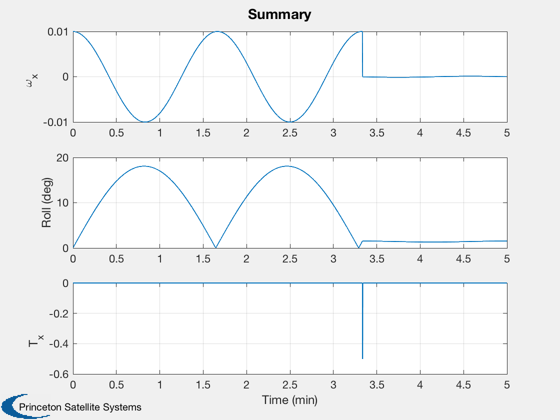 Summary
0.01
0
-0.01
ω x
0 0.5 1 1.5 2 2.5 3 3.5 4 4.5 5
20
10
0
Roll (deg)
0 0.5 1 1.5 2 2.5 3 3.5 4 4.5 5
0
-0.2
-0.4
-0.6
T x
0 0.5 1 1.5 2 2.5 3 3.5 4 4.5 5
Time (min)
Princeton Satellite Systems